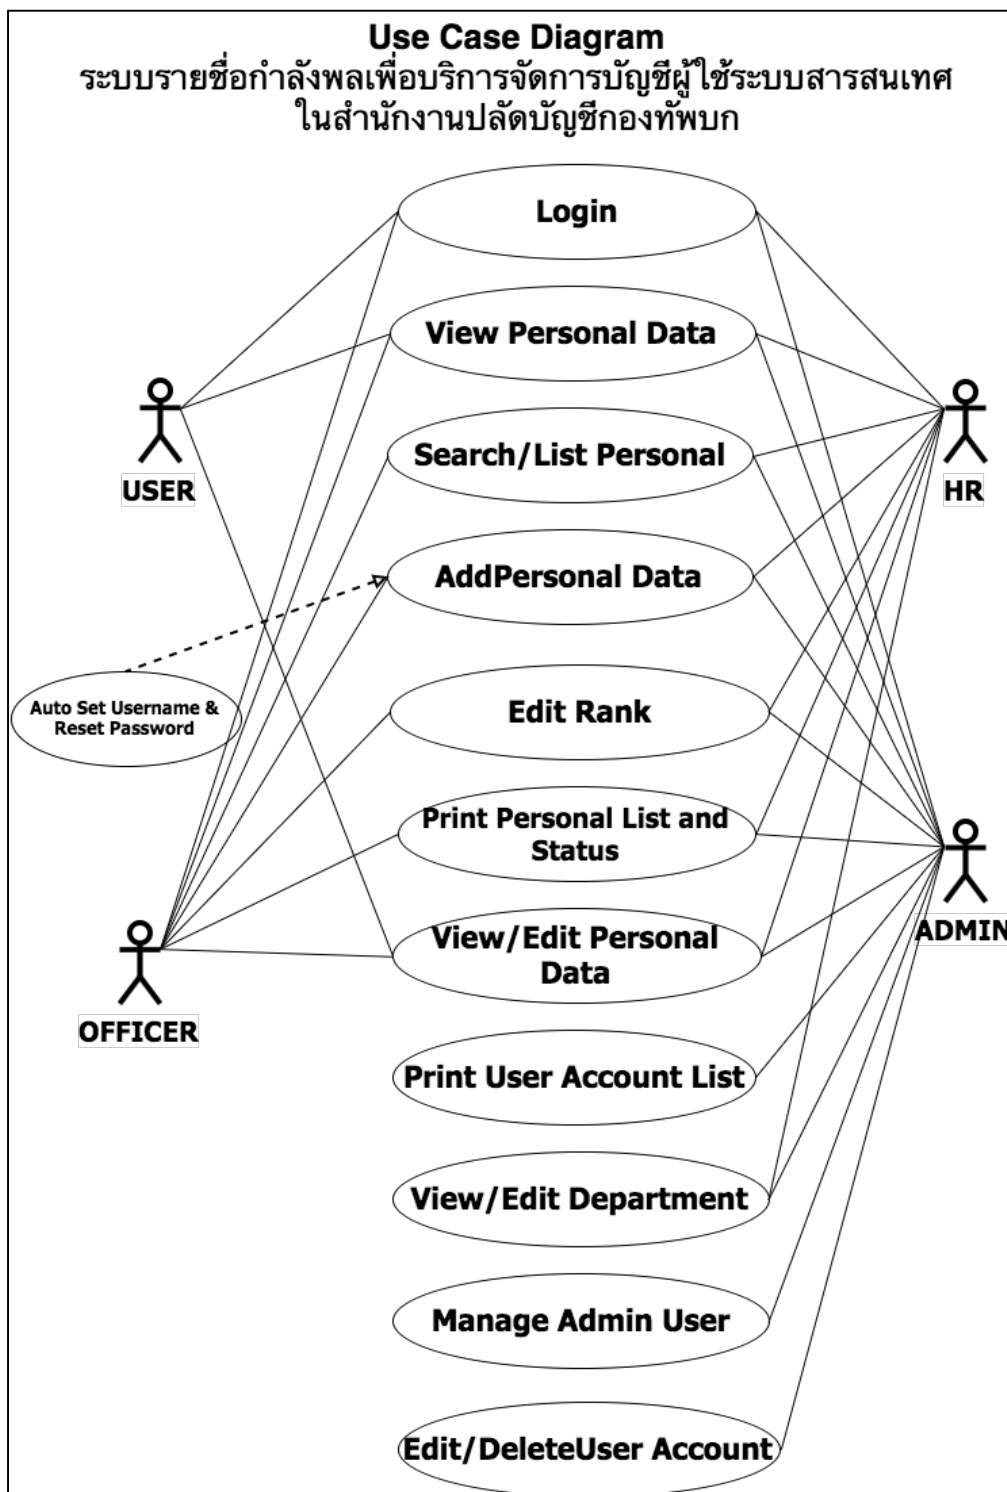 Use Case Diagram
ระบบรายชื่อกำลังพลเพื่อบริการจัดการบัญชีผู้ใช้ระบบสารสนเทศ
ในสำนักงานปลัดบัญชีกองทัพบก
Login
View Personal Data
USER
Search/List Personal
HR
AddPersonal Data
Auto Set Username &
Reset Password
Edit Rank
Print Personal List and
Status
OFFICER
View/Edit Personal
Data
ADMIN
Print User Account List
View/Edit Department
Manage Admin User
Edit/DeleteUser Account